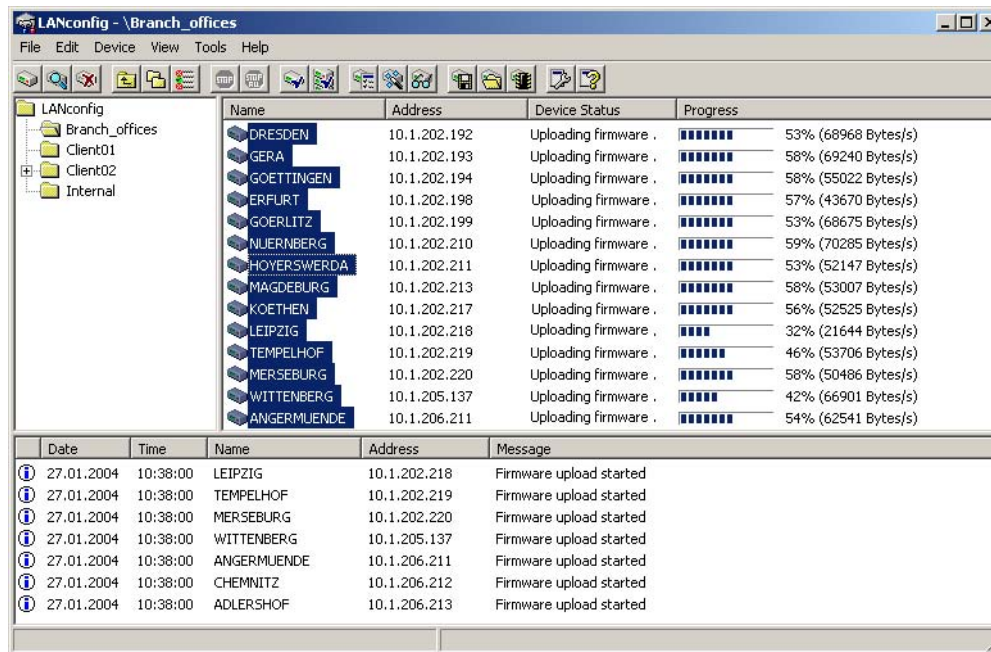 LANconfig - \Branch_offices
File Edit Device View Tools Help
LANconfig
Branch_offices
Client01
Client02
Internal
Name Address Device Status Progress
DRESDEN 10.1.202.192 Uploading firmware . 53% (68968 Bytes/s)
GERA 10.1.202.193 Uploading firmware . 58% (69240 Bytes/s)
GOETTINGEN 10.1.202.194 Uploading firmware . 58% (55022 Bytes/s)
ERFURT 10.1.202.198 Uploading firmware . 57% (43670 Bytes/s)
GOERLITZ 10.1.202.199 Uploading firmware . 53% (68675 Bytes/s)
NUERNBERG 10.1.202.210 Uploading firmware . 59% (70285 Bytes/s)
HOYERSWERDA 10.1.202.211 Uploading firmware . 53% (52147 Bytes/s)
MAGDEBURG 10.1.202.213 Uploading firmware . 58% (53007 Bytes/s)
KOETHEN 10.1.202.217 Uploading firmware . 56% (52525 Bytes/s)
LEIPZIG 10.1.202.218 Uploading firmware . 32% (21644 Bytes/s)
TEMPELHOF 10.1.202.219 Uploading firmware . 46% (53706 Bytes/s)
MERSEBURG 10.1.202.220 Uploading firmware . 58% (50486 Bytes/s)
WITTENBERG 10.1.205.137 Uploading firmware . 42% (66901 Bytes/s)
ANGERMUENDE 10.1.206.211 Uploading firmware . 54% (62541 Bytes/s)
Date Time Name Address Message
27.01.2004 10:38:00 LEIPZIG 10.1.202.218 Firmware upload started
27.01.2004 10:38:00 TEMPELHOF 10.1.202.219 Firmware upload started
27.01.2004 10:38:00 MERSEBURG 10.1.202.220 Firmware upload started
27.01.2004 10:38:00 WITTENBERG 10.1.205.137 Firmware upload started
27.01.2004 10:38:00 ANGERMUENDE 10.1.206.211 Firmware upload started
27.01.2004 10:38:00 CHEMNITZ 10.1.206.212 Firmware upload started
27.01.2004 10:38:00 ADLERSHOF 10.1.206.213 Firmware upload started